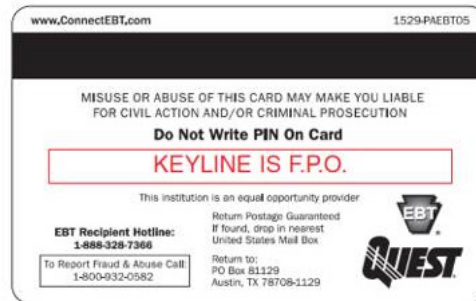 www.ConnectEBT.com 1529-PAEBT05
MISUSE OR ABUSE OF THIS CARD MAY MAKE YOU LIABLE
FOR CIVIL ACTION AND/OR CRIMINAL PROSECUTION
Do Not Write PIN On Card
KEYLINE IS F.P.O.
This institution is an equal opportunity provider
EBT Recipient Hotline:
1-888-328-7366
To Report Fraud & Abuse Call:
1-800-932-0582
Return Postage Guaranteed
If found, drop in nearest
United States Mail Box
Return to:
PO Box 81129
Austin, TX 78708-1129
EBT
®
QUEST
®